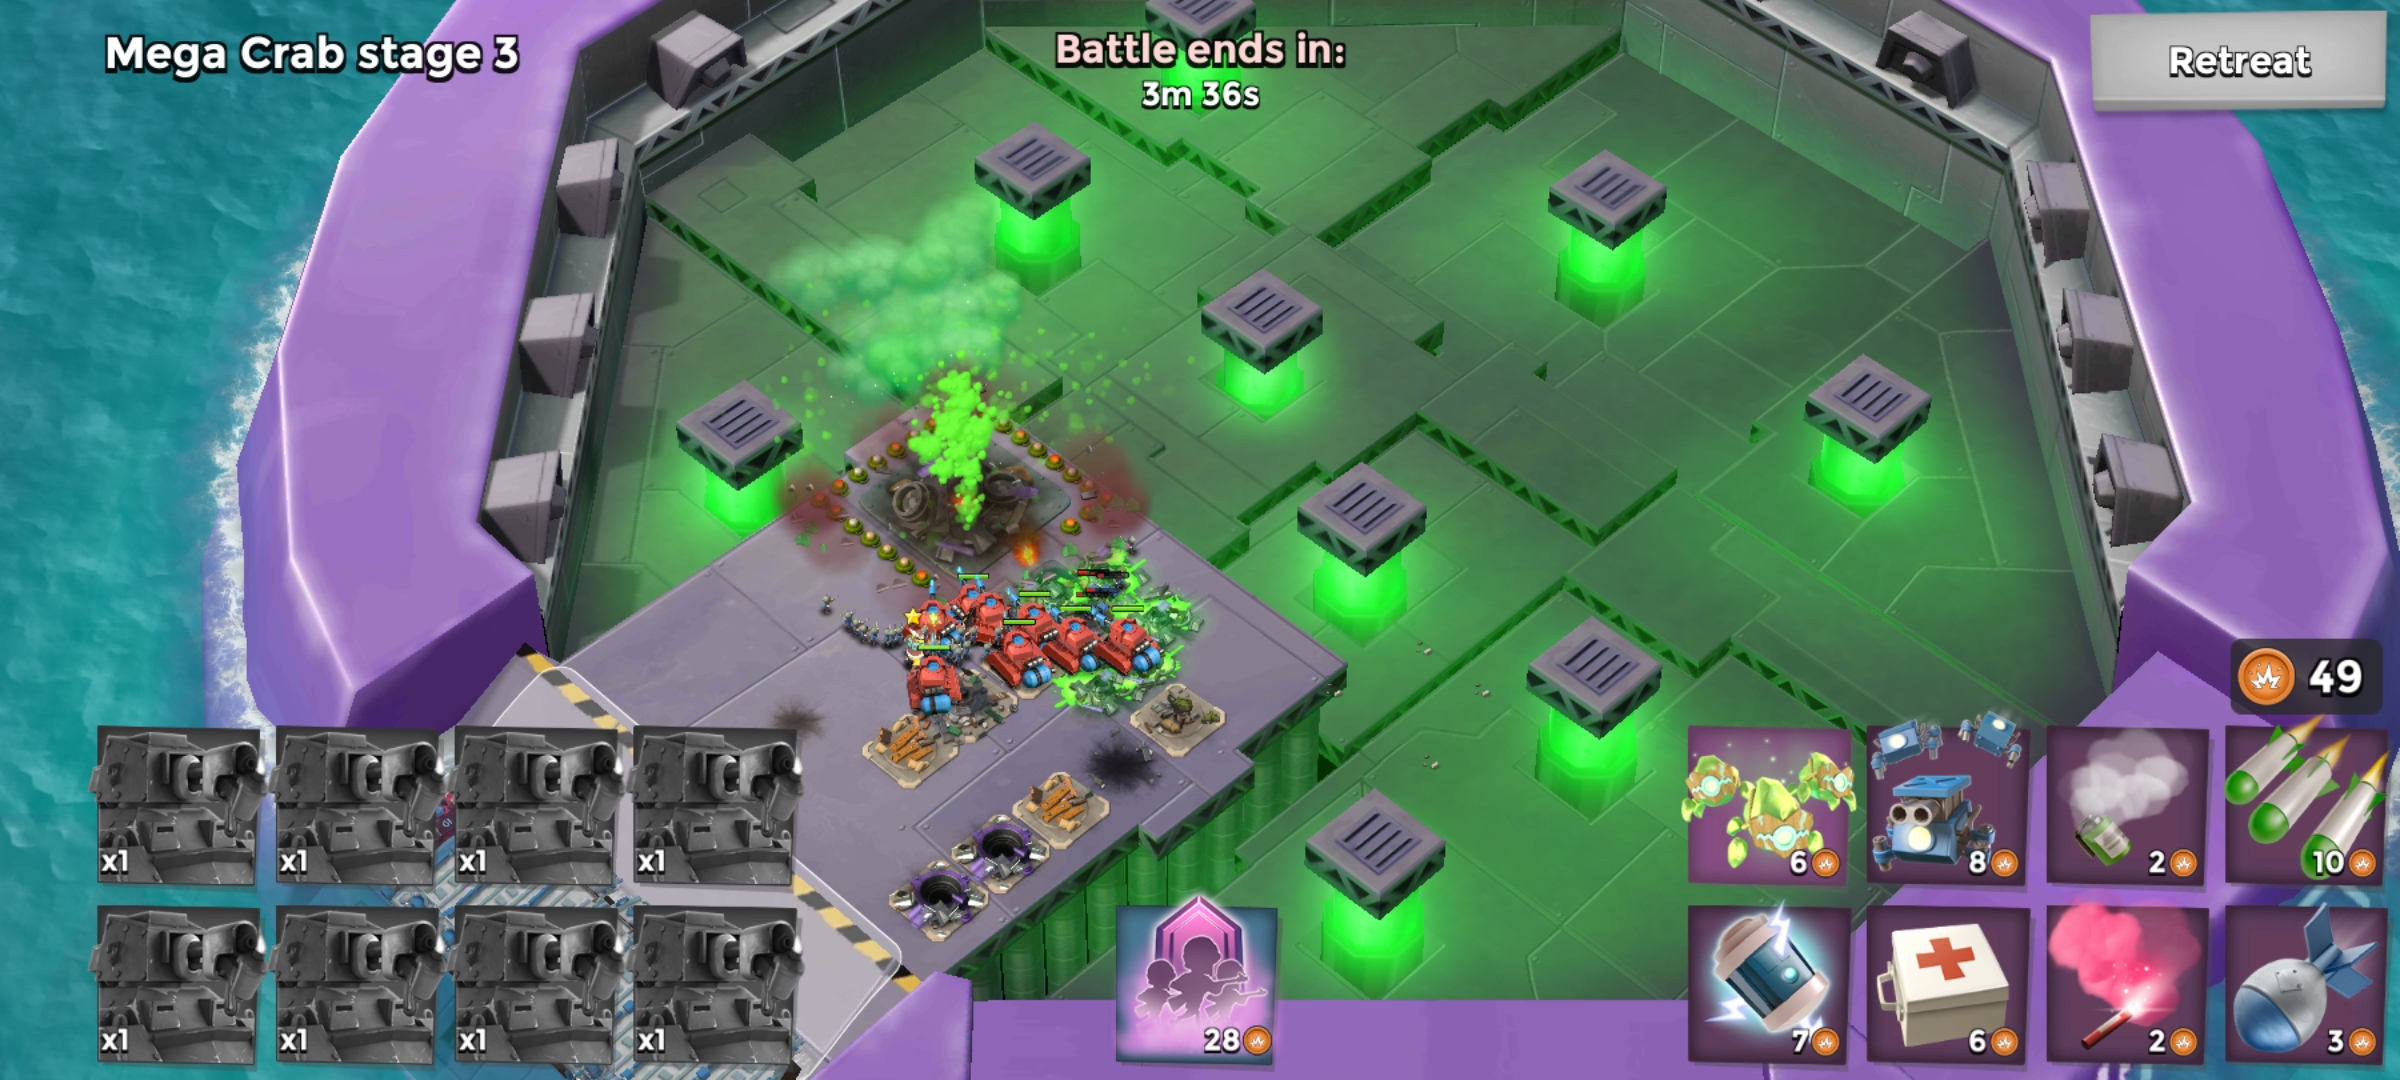 Mega Crab stage 3
Battle ends in:
3m 36s
Retreat
49
x1
x1
x1
x1
6
8
2
10
x1
x1
x1
x1
28
7
6
2
3